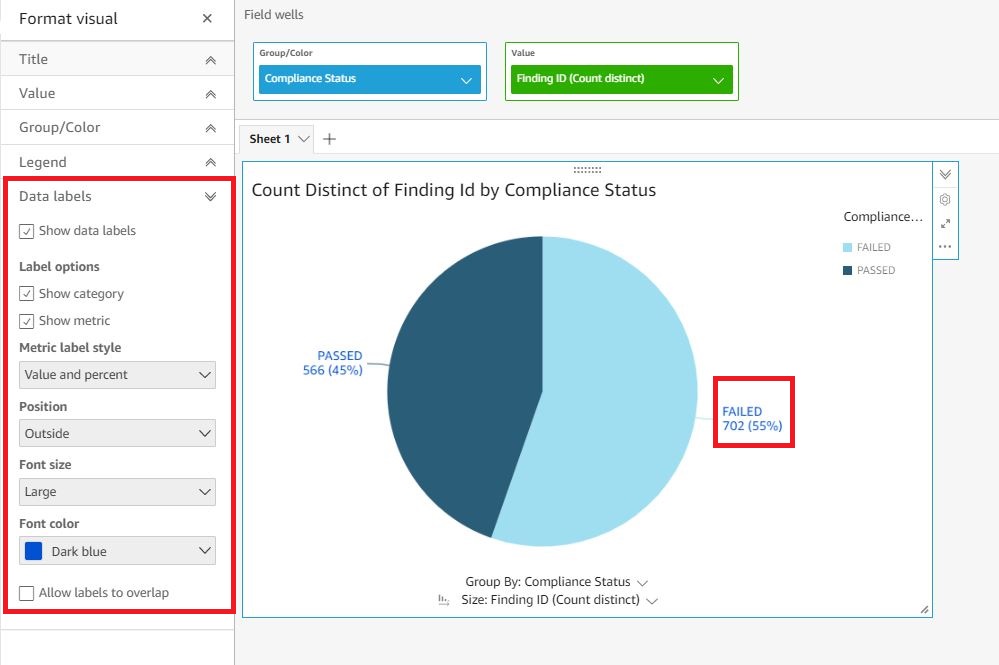 Format visual
Title
Value
Group/Color
Legend
Data labels
Show data labels
Label options
Show category
Show metric
Metric label style
Value and percent
Position
Outside
Font size
Large
Font color
Dark blue
Allow labels to overlap
Field wells
Group/Color
Compliance Status
Value
Finding ID (Count distinct)
Sheet 1
Count Distinct of Finding Id by Compliance Status
Compliance...
FAILED
PASSED
PASSED
566 (45%)
FAILED
702 (55%)
Group By: Compliance Status
Size: Finding ID (Count distinct)